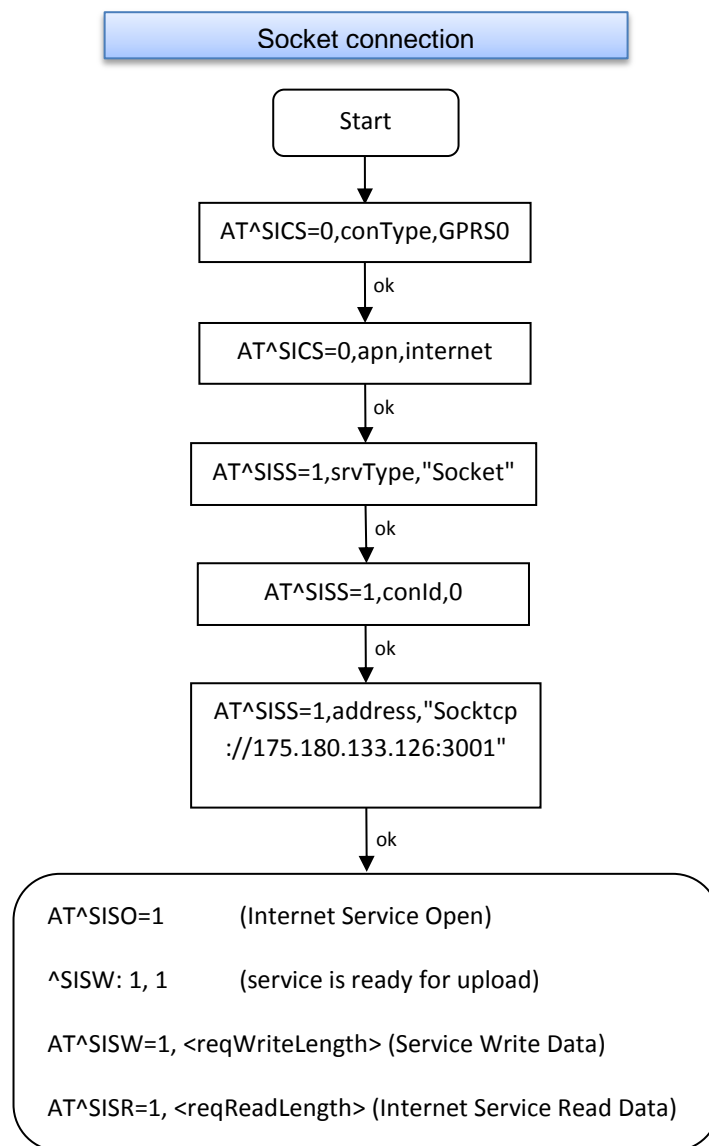 Socket connection
Start
AT^SICS=0,conType,GPRS0
ok
AT^SICS=0,apn,internet
ok
AT^SISS=1,srvType,"Socket"
ok
AT^SISS=1,conId,0
ok
AT^SISS=1,address,"Socktcp
://175.180.133.126:3001"
ok
AT^SISO=1 (Internet Service Open)
^SISW: 1, 1 (service is ready for upload)
AT^SISW=1, <reqWriteLength> (Service Write Data)
AT^SISR=1, <reqReadLength> (Internet Service Read Data)